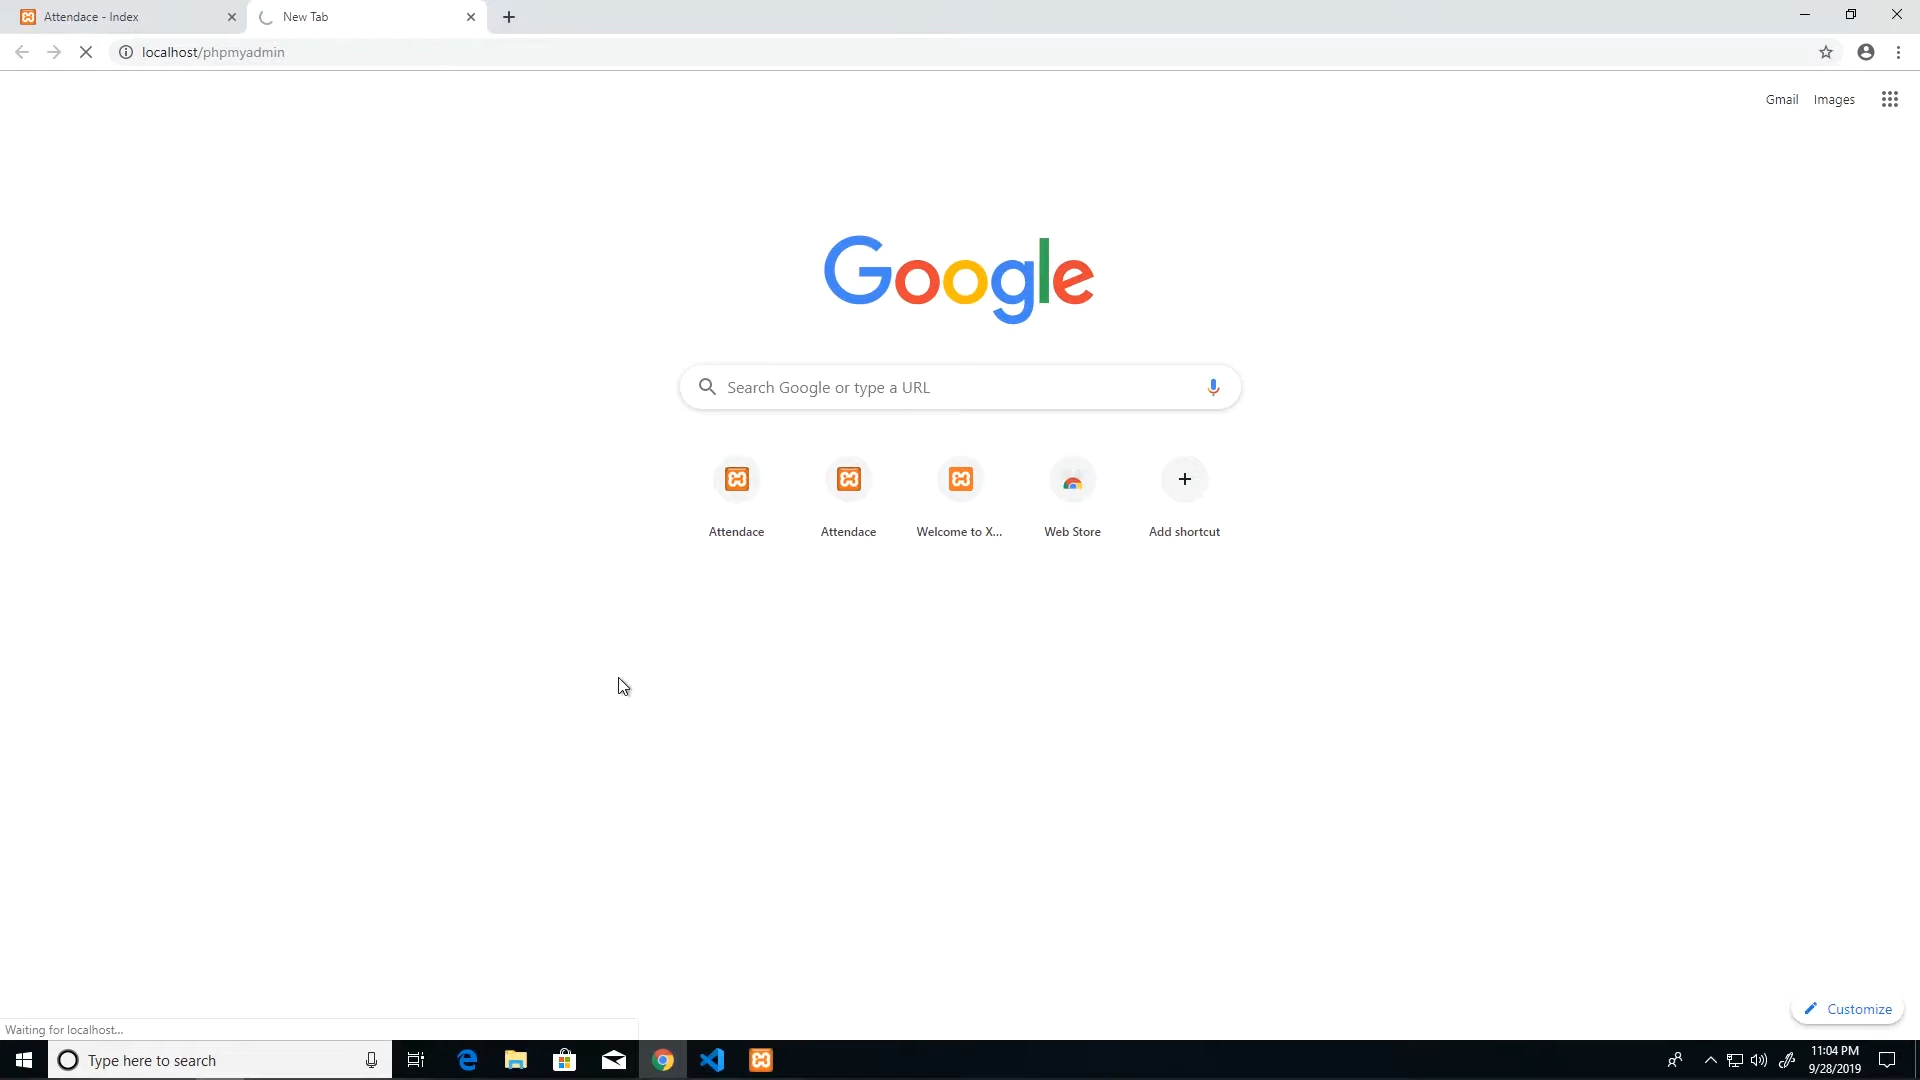 Attendace - Index
New Tab
localhost/phpmyadmin
Gmail Images
Google
Search Google or type a URL
Attendace Attendace Welcome to X... Web Store Add shortcut
Customize
Waiting for localhost...
Type here to search
11:04 PM
9/28/2019